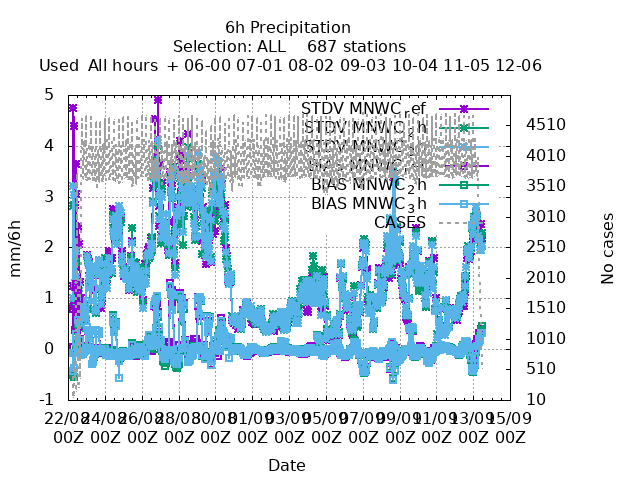 6h Precipitation
Selection: ALL 687 stations
Used All hours + 06-00 07-01 08-02 09-03 10-04 11-05 12-06
STDV MNWC_ref
STDV MNWC_2h
STDV MNWC_3h
BIAS MNWC_ref
BIAS MNWC_2h
BIAS MNWC_3h
CASES
5
4
3
2
1
0
-1
mm/6h
4510
4010
3510
3010
2510
2010
1510
1010
510
10
No cases
22/08 24/08 26/08 28/08 30/08 01/09 03/09 05/09 07/09 09/09 11/09 13/09 15/09
00Z 00Z 00Z 00Z 00Z 00Z 00Z 00Z 00Z 00Z 00Z 00Z 00Z
Date